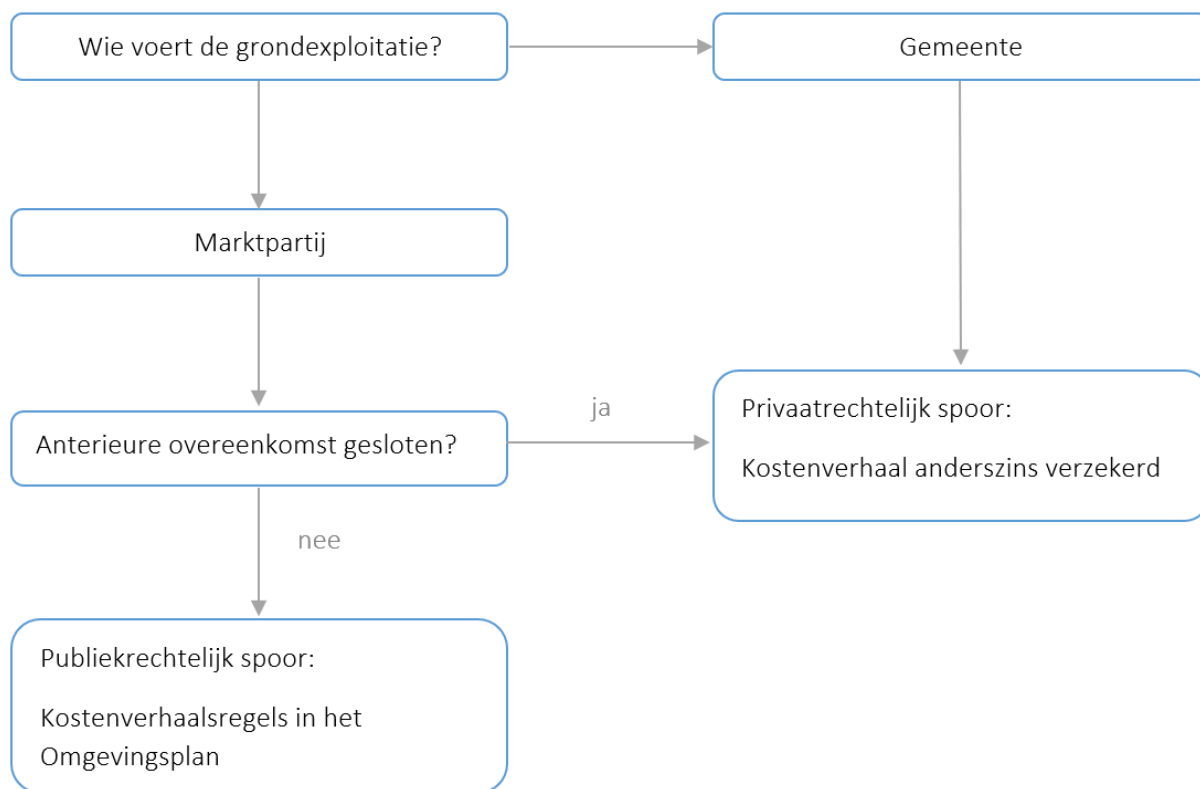 Wie voert de grondexploitatie?
Gemeente
Marktpartij
Anterieure overeenkomst gesloten?
ja
Privaatrechtelijk spoor:
Kostenverhaal anderszins verzekerd
nee
Publiekrechtelijk spoor:
Kostenverhaalsregels in het
Omgevingsplan